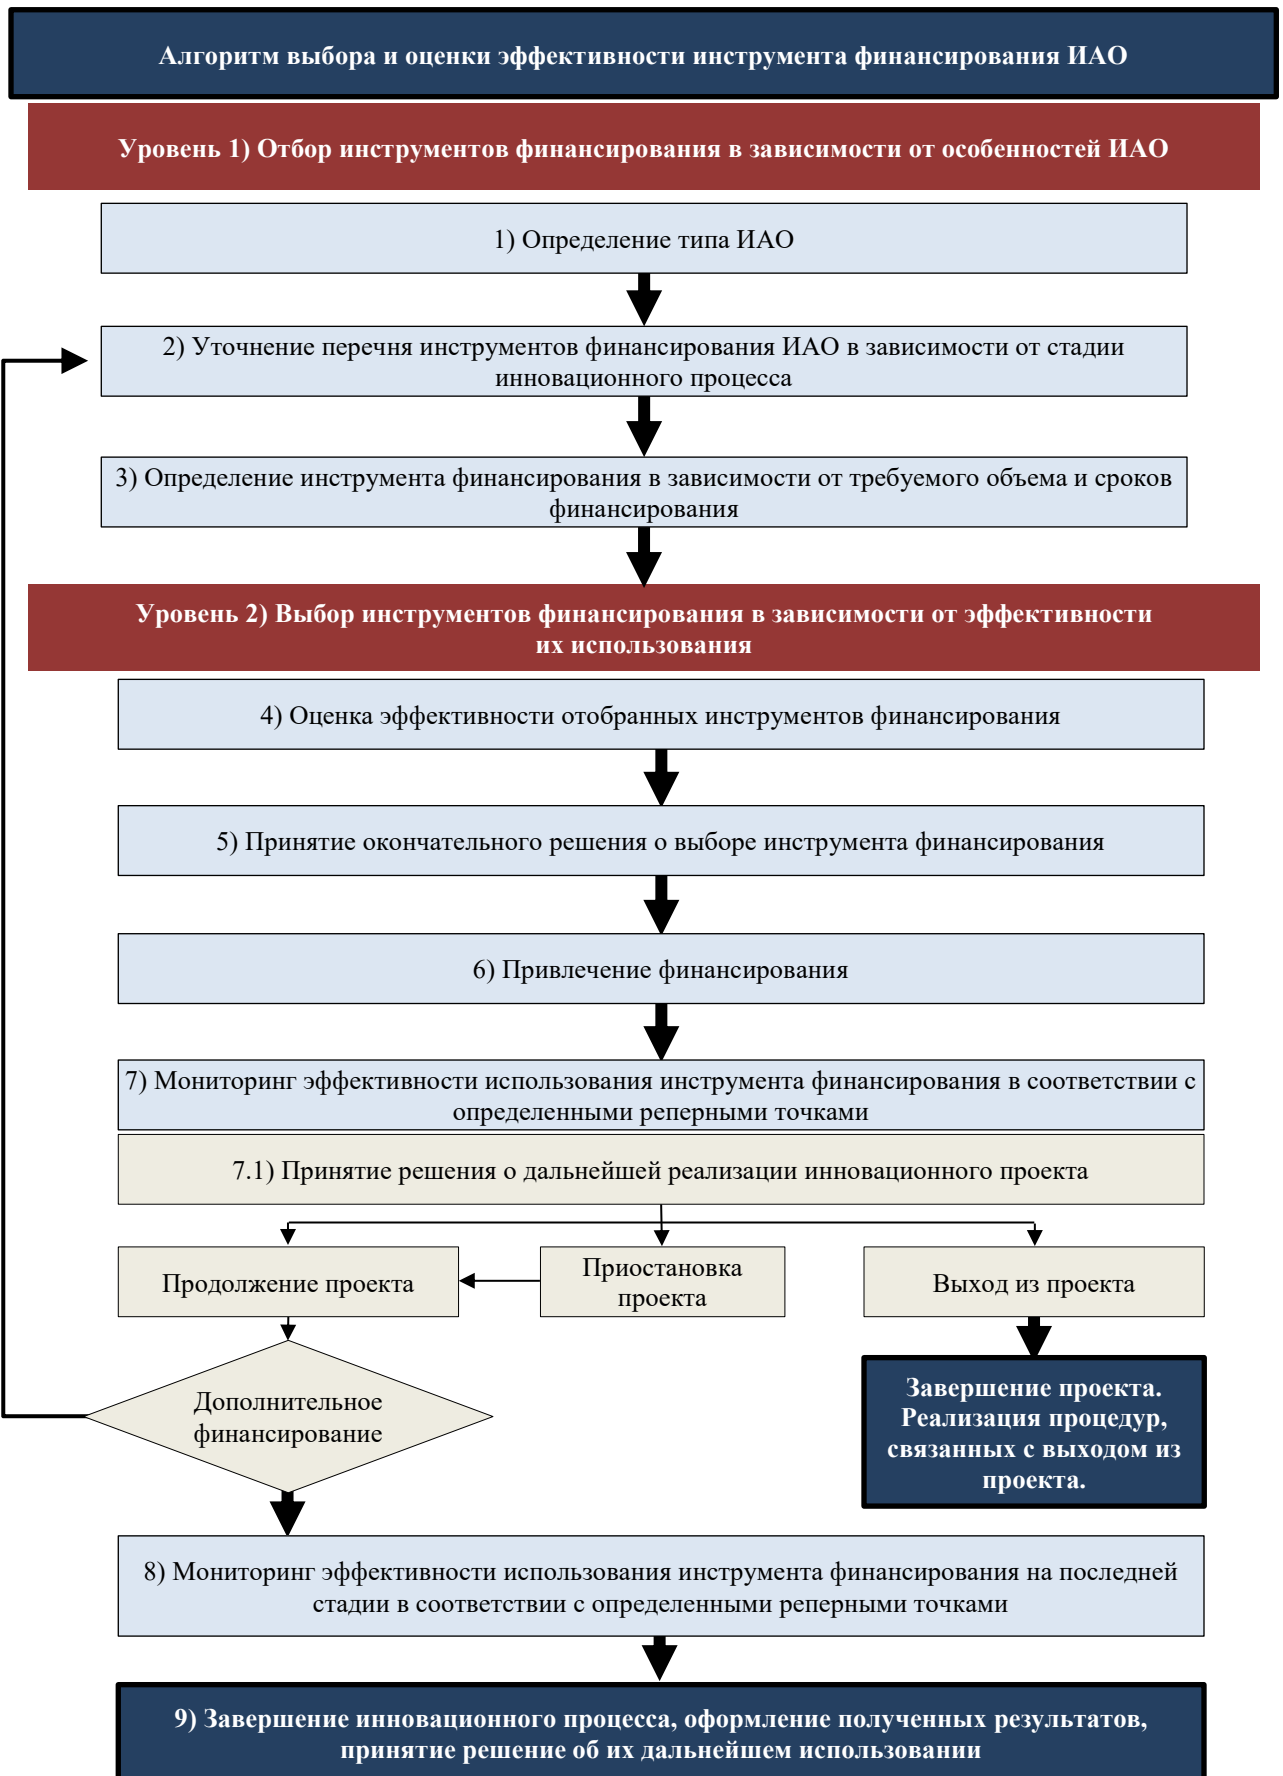 Алгоритм выбора и оценки эффективности инструмента финансирования ИАО
Уровень 1) Отбор инструментов финансирования в зависимости от особенностей ИАО
1) Определение типа ИАО
2) Уточнение перечня инструментов финансирования ИАО в зависимости от стадии
инновационного процесса
3) Определение инструмента финансирования в зависимости от требуемого объема и сроков
финансирования
Уровень 2) Выбор инструментов финансирования в зависимости от эффективности
их использования
4) Оценка эффективности отобранных инструментов финансирования
5) Принятие окончательного решения о выборе инструмента финансирования
6) Привлечение финансирования
7) Мониторинг эффективности использования инструмента финансирования в соответствии с
определенными реперными точками
7.1) Принятие решения о дальнейшей реализации инновационного проекта
Продолжение проекта
Приостановка
проекта
Выход из проекта
Дополнительное
финансирование
Завершение проекта.
Реализация процедур,
связанных с выходом из
проекта.
8) Мониторинг эффективности использования инструмента финансирования на последней
стадии в соответствии с определенными реперными точками
9) Завершение инновационного процесса, оформление полученных результатов,
принятие решение об их дальнейшем использовании